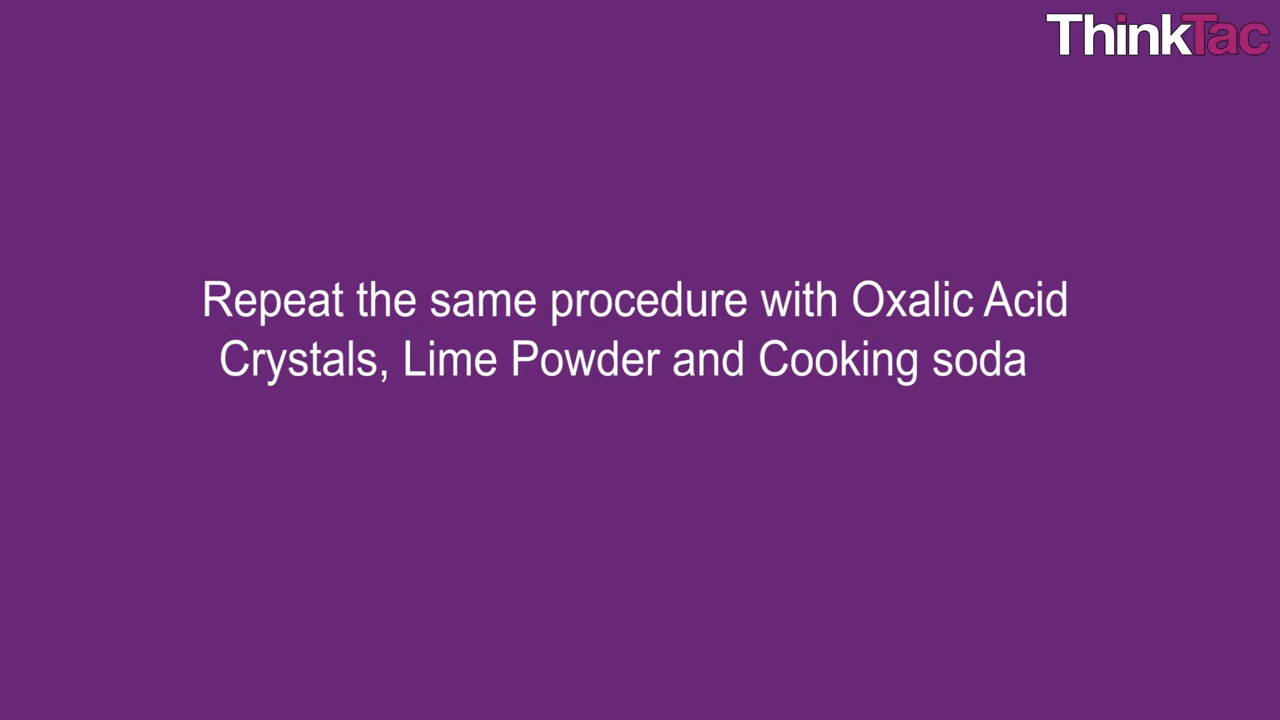 ThinkTac
Repeat the same procedure with Oxalic Acid
Crystals, Lime Powder and Cooking soda